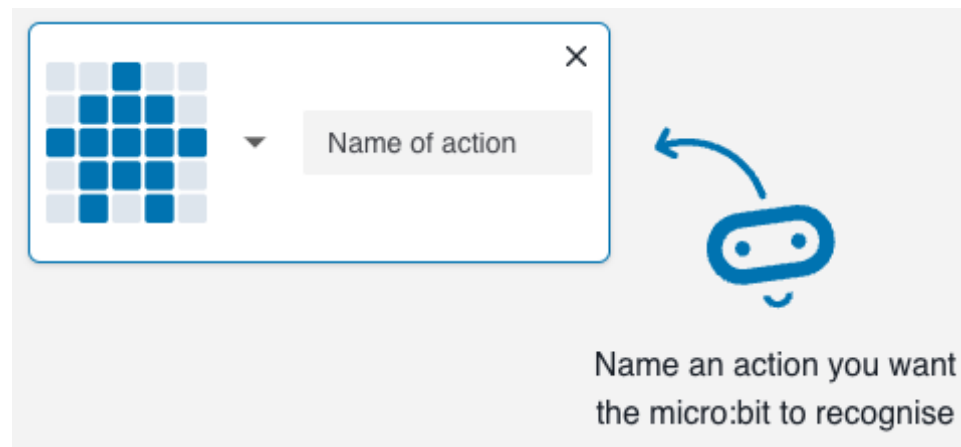 Name of action
Name an action you want
the micro:bit to recognise